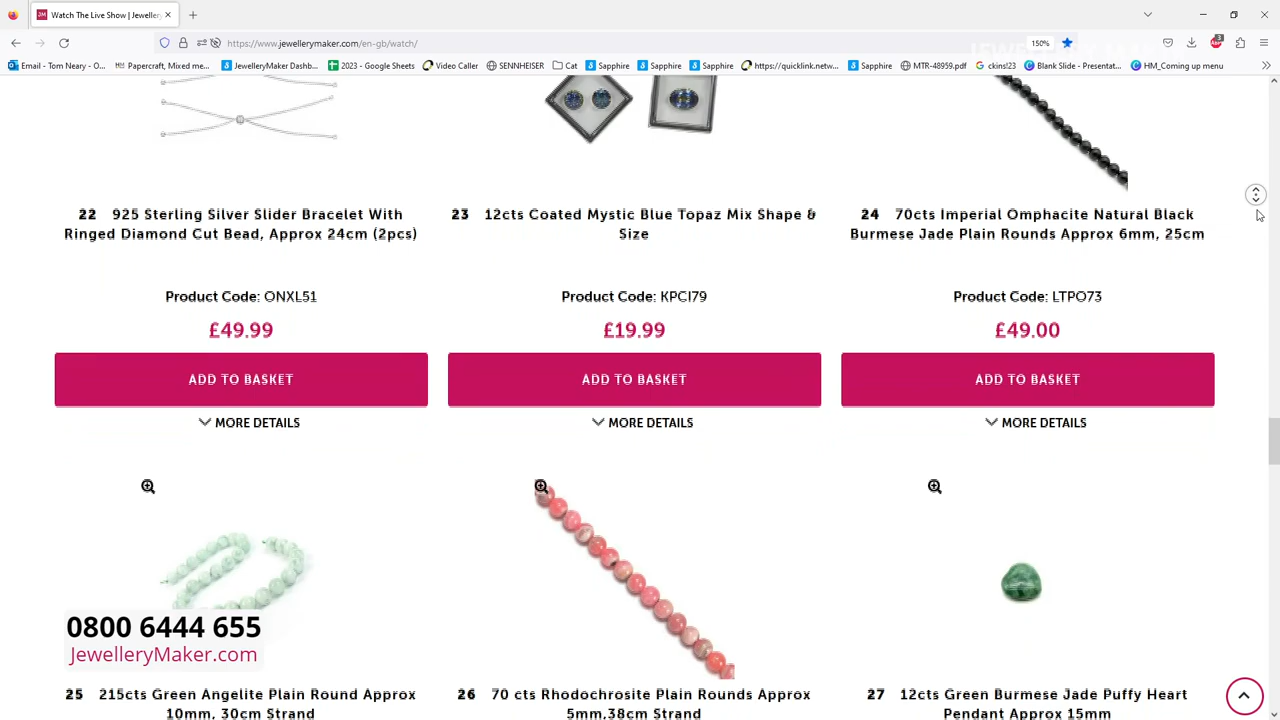 Watch The Live Show | Jeweller
https://www.jewellerymaker.com/en-gb/watch/
150%
3
Email - Tom Neary - O...
Papercraft, Mixed me...
JewelleryMaker Dashb...
2023 - Google Sheets
Video Caller
SENNHEISER
Cat
Sapphire
Sapphire
Sapphire
https://quicklink.netw...
Sapphire
MTR-48959.pdf
ckins!23
Blank Slide - Presentat...
HM_Coming up menu
22 925 Sterling Silver Slider Bracelet With
Ringed Diamond Cut Bead, Approx 24cm (2pcs)
Product Code: ONXL51
£49.99
ADD TO BASKET
MORE DETAILS
23 12cts Coated Mystic Blue Topaz Mix Shape &
Size
Product Code: KPCI79
£19.99
ADD TO BASKET
MORE DETAILS
24 70cts Imperial Omphacite Natural Black
Burmese Jade Plain Rounds Approx 6mm, 25cm
Product Code: LTPO73
£49.00
ADD TO BASKET
MORE DETAILS
0800 6444 655
JewelleryMaker.com
25 215cts Green Angelite Plain Round Approx
10mm, 30cm Strand
26 70 cts Rhodochrosite Plain Rounds Approx
5mm,38cm Strand
27 12cts Green Burmese Jade Puffy Heart
Pendant Approx 15mm